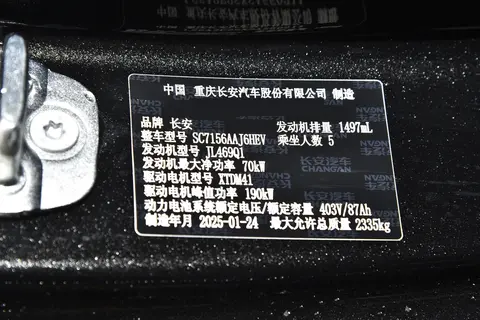 中国 重庆长安汽车股份有限公司 制造
品牌 长安 发动机排量 1497mL
整车型号 SC7156AAJ6HEV 乘坐人数 5
发动机型号 JL469Q1
发动机最大净功率 70kW
驱动电机型号 XTDM41
驱动电机峰值功率 190kW
动力电池系统额定电压/额定容量 403V/87Ah
制造年月 2025-01-24 最大允许总质量 2335kg